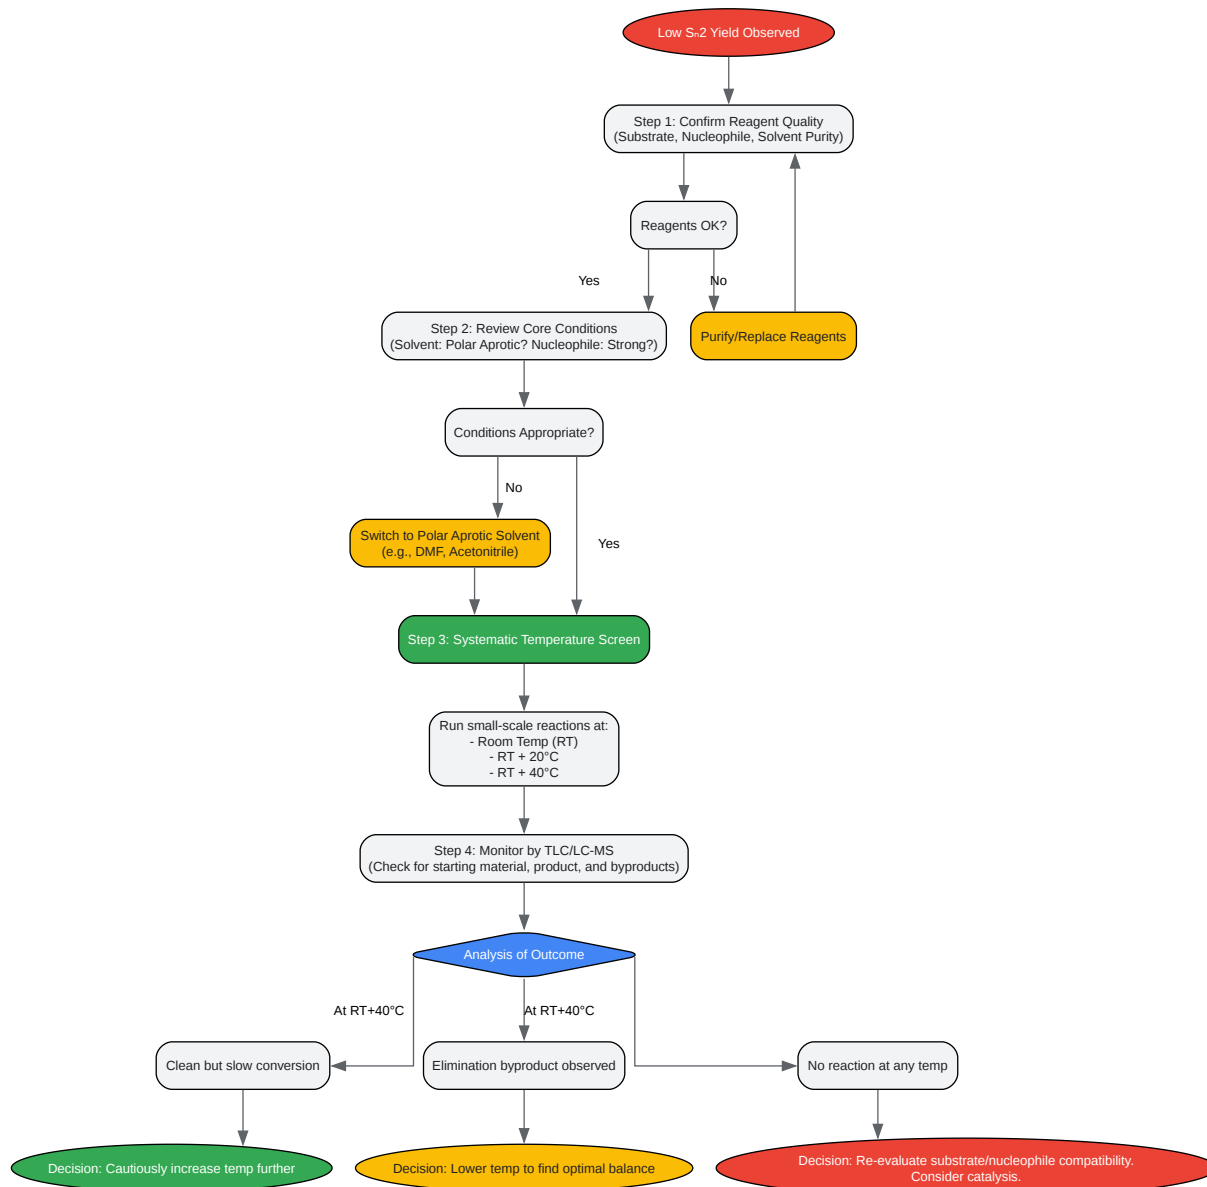 Low Sₙ2 Yield Observed
Step 1: Confirm Reagent Quality
(Substrate, Nucleophile, Solvent Purity)
Reagents OK?
Yes
No
Step 2: Review Core Conditions
(Solvent: Polar Aprotic? Nucleophile: Strong?)
Purify/Replace Reagents
Conditions Appropriate?
No
Switch to Polar Aprotic Solvent
(e.g., DMF, Acetonitrile)
Yes
Step 3: Systematic Temperature Screen
Run small-scale reactions at:
- Room Temp (RT)
- RT + 20°C
- RT + 40°C
Step 4: Monitor by TLC/LC-MS
(Check for starting material, product, and byproducts)
Analysis of Outcome
At RT+40°C
At RT+40°C
Clean but slow conversion
Elimination byproduct observed
No reaction at any temp
Decision: Cautiously increase temp further
Decision: Lower temp to find optimal balance
Decision: Re-evaluate substrate/nucleophile compatibility.
Consider catalysis.